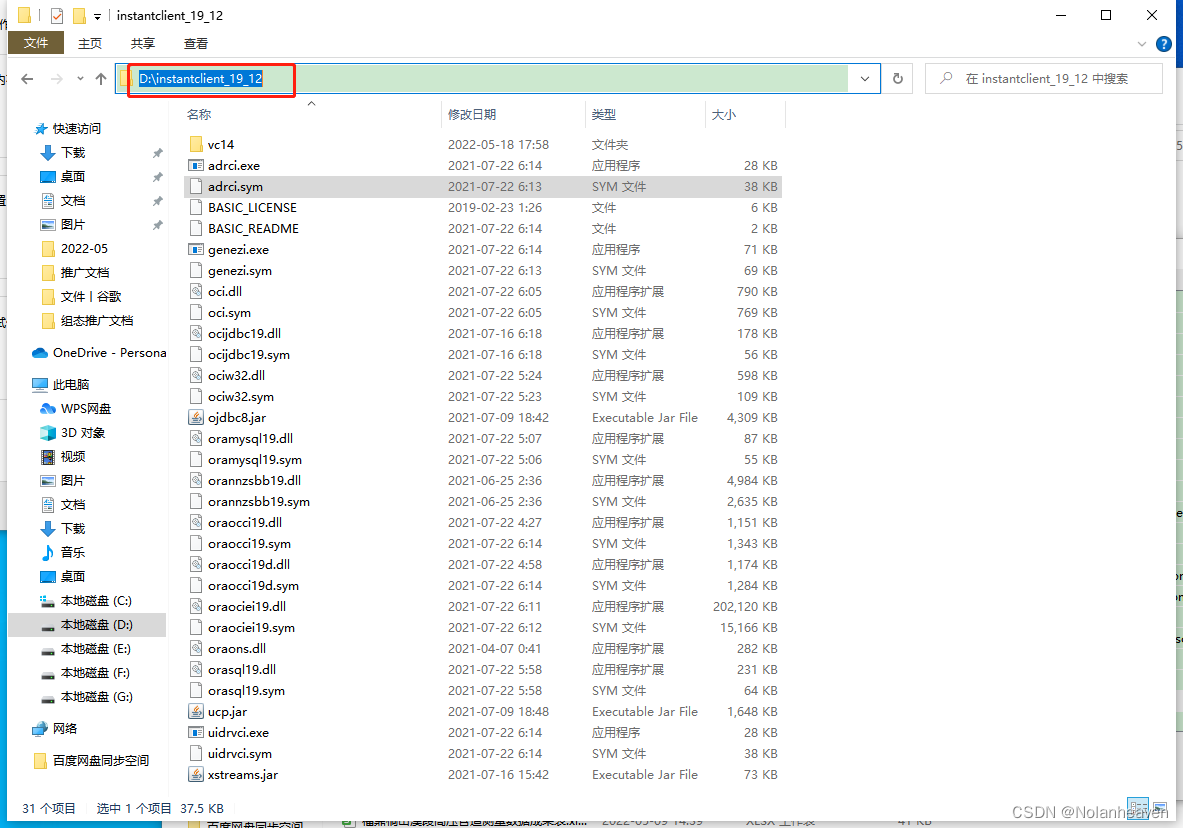 instantclient_19_12
文件 主页 共享 查看
D:\instantclient_19_12
在 instantclient_19_12 中搜索
名称 修改日期 类型 大小
快速访问
下载
桌面
文档
图片
2022-05
推广文档
文件丨谷歌
组态推广文档
OneDrive - Persona
此电脑
WPS网盘
3D 对象
视频
图片
文档
下载
音乐
桌面
本地磁盘 (C:)
本地磁盘 (D:)
本地磁盘 (E:)
本地磁盘 (F:)
本地磁盘 (G:)
网络
百度网盘同步空间
vc14 2022-05-18 17:58 文件夹
adrci.exe 2021-07-22 6:14 应用程序 28 KB
adrci.sym 2021-07-22 6:13 SYM 文件 38 KB
BASIC_LICENSE 2019-02-23 1:26 文件 6 KB
BASIC_README 2021-07-22 6:14 文件 2 KB
genezi.exe 2021-07-22 6:14 应用程序 71 KB
genezi.sym 2021-07-22 6:13 SYM 文件 69 KB
oci.dll 2021-07-22 6:05 应用程序扩展 790 KB
oci.sym 2021-07-22 6:05 SYM 文件 769 KB
ocijdbc19.dll 2021-07-16 6:18 应用程序扩展 178 KB
ocijdbc19.sym 2021-07-16 6:18 SYM 文件 56 KB
ociw32.dll 2021-07-22 5:24 应用程序扩展 598 KB
ociw32.sym 2021-07-22 5:23 SYM 文件 109 KB
ojdbc8.jar 2021-07-09 18:42 Executable Jar File 4,309 KB
oramysql19.dll 2021-07-22 5:07 应用程序扩展 87 KB
oramysql19.sym 2021-07-22 5:06 SYM 文件 55 KB
orannzsbb19.dll 2021-06-25 2:36 应用程序扩展 4,984 KB
orannzsbb19.sym 2021-06-25 2:36 SYM 文件 2,635 KB
oraocci19.dll 2021-07-22 4:27 应用程序扩展 1,151 KB
oraocci19.sym 2021-07-22 6:14 SYM 文件 1,343 KB
oraocci19d.dll 2021-07-22 4:58 应用程序扩展 1,174 KB
oraocci19d.sym 2021-07-22 6:14 SYM 文件 1,284 KB
oraociei19.dll 2021-07-22 6:11 应用程序扩展 202,120 KB
oraociei19.sym 2021-07-22 6:12 SYM 文件 15,166 KB
oraons.dll 2021-04-07 0:41 应用程序扩展 282 KB
orasql19.dll 2021-07-22 5:58 应用程序扩展 231 KB
orasql19.sym 2021-07-22 5:58 SYM 文件 64 KB
ucp.jar 2021-07-09 18:48 Executable Jar File 1,648 KB
uidrvci.exe 2021-07-22 6:14 应用程序 28 KB
uidrvci.sym 2021-07-22 6:14 SYM 文件 38 KB
xstreams.jar 2021-07-16 15:42 Executable Jar File 73 KB
31 个项目 选中 1 个项目 37.5 KB
CSDN @Nolanheaven